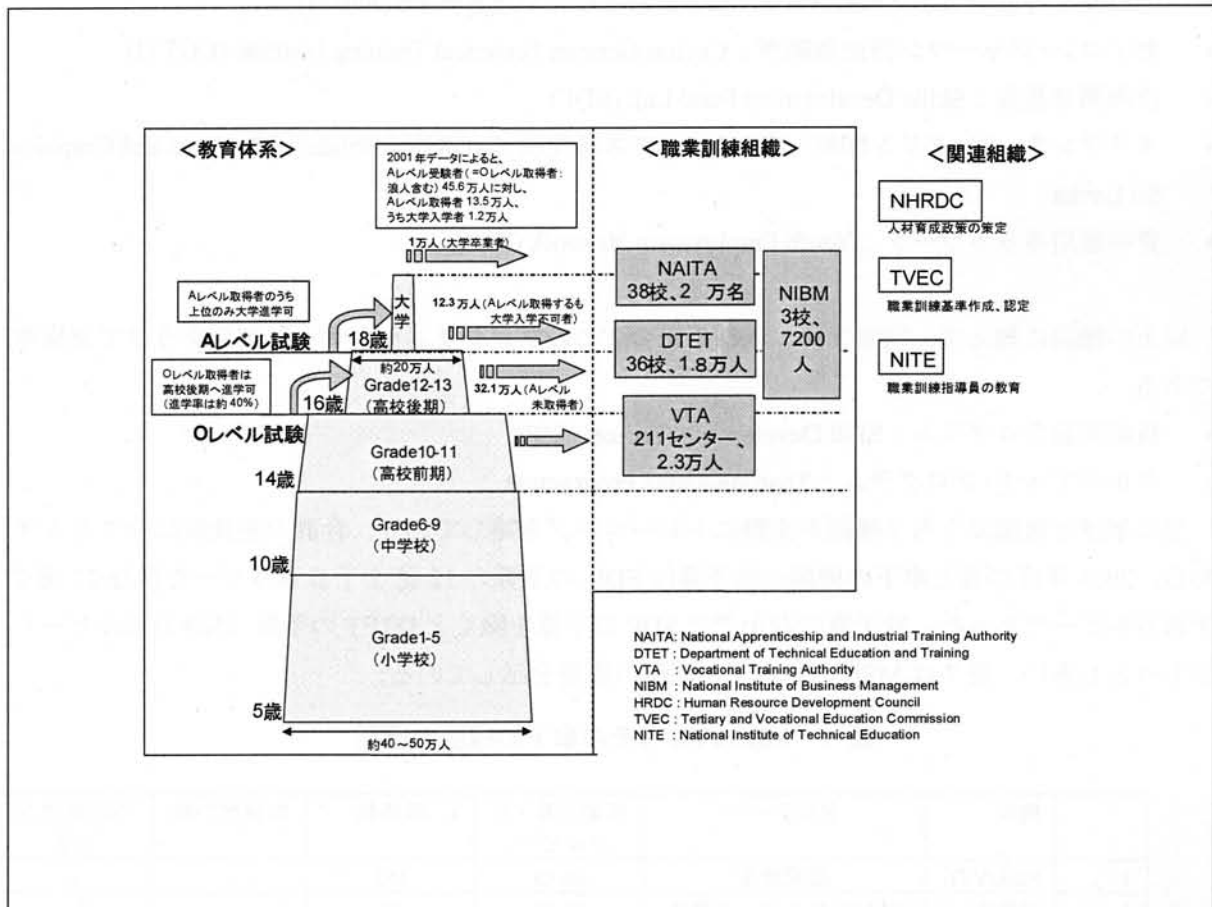 <教育体系>
2001年データによると、
Aレベル受験者(=Oレベル取得者:
浪人含む)45.6万人に対し、
Aレベル取得者13.5万人、
うち大学入学者1.2万人
1万人(大学卒業者)
Aレベル取得者のうち
上位のみ大学進学可
大学
12.3万人(Aレベル取得するも
大学入学不可者)
Aレベル試験
18歳
約20万人
Oレベル取得者は
高校後期へ進学可
(進学率は約40%)
16歳
Grade12-13
(高校後期)
32.1万人(Aレベル
未取得者)
Oレベル試験
Grade10-11
(高校前期)
14歳
Grade6-9
(中学校)
10歳
Grade1-5
(小学校)
5歳
約40~50万人
<職業訓練組織>
NAITA
38校、2 万名
DTET
36校、1.8万人
NIBM
3校、
7200
人
VTA
211センター、
2.3万人
<関連組織>
NHRDC
人材育成政策の策定
TVEC
職業訓練基準作成、認定
NITE
職業訓練指導員の教育
NAITA: National Apprenticeship and Industrial Training Authority
DTET : Department of Technical Education and Training
VTA : Vocational Training Authority
NIBM : National Institute of Business Management
HRDC : Human Resource Development Council
TVEC : Tertiary and Vocational Education Commission
NITE : National Institute of Technical Education